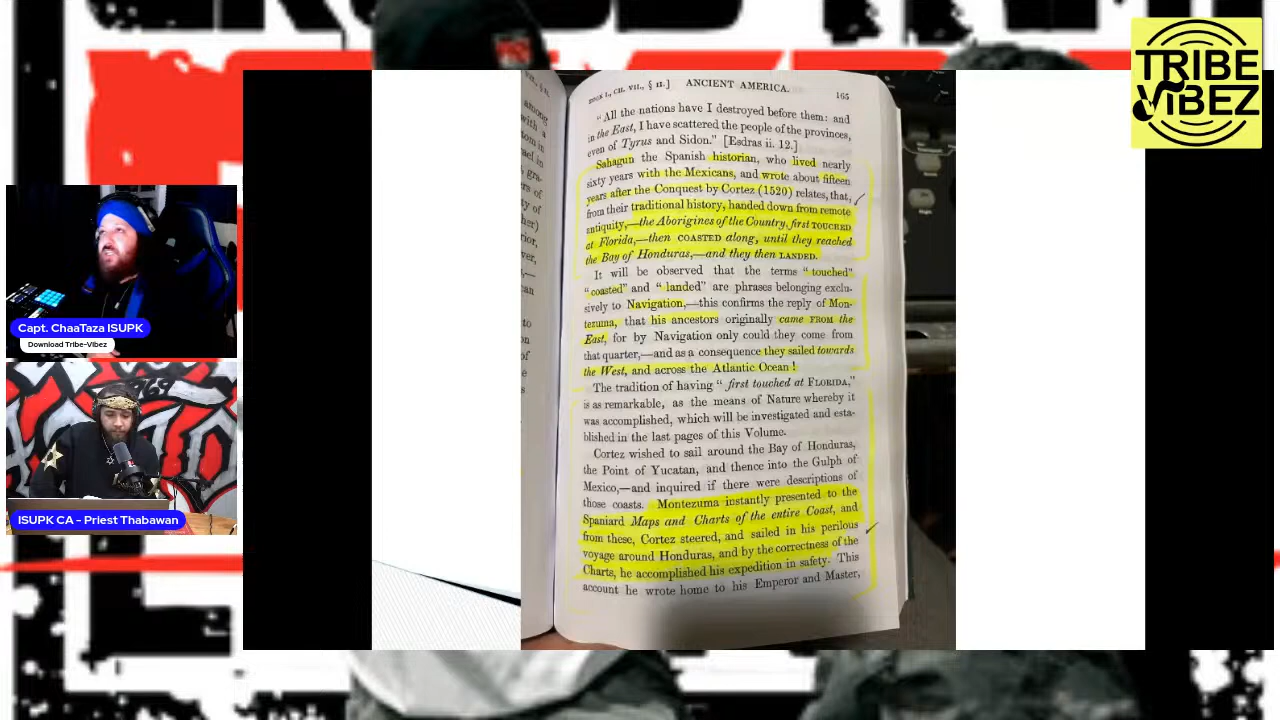 TRIBE
VIBEZ
BOOK I., CH. VII., § II.] ANCIENT AMERICA. 165
"All the nations have I destroyed before them: and
in the East, I have scattered the people of the provinces,
even of Tyrus and Sidon." [Esdras ii. 12.]
Sahagun the Spanish historian, who lived nearly
sixty years with the Mexicans, and wrote about fifteen
years after the Conquest by Cortez (1520) relates, that,
from their traditional history, handed down from remote
antiquity,—the Aborigines of the Country, first TOUCHED
at Florida,—then COASTED along, until they reached
the Bay of Honduras,—and they then LANDED.
It will be observed that the terms "touched"
"coasted" and "landed" are phrases belonging exclu-
sively to Navigation,—this confirms the reply of Mon-
tezuma, that his ancestors originally came FROM the
East, for by Navigation only could they come from
that quarter,—and as a consequence they sailed towards
the West, and across the Atlantic Ocean!
The tradition of having "first touched at FLORIDA,"
is as remarkable, as the means of Nature whereby it
was accomplished, which will be investigated and esta-
blished in the last pages of this Volume.
Cortez wished to sail around the Bay of Honduras,
the Point of Yucatan, and thence into the Gulph of
Mexico,—and inquired if there were descriptions of
those coasts. Montezuma instantly presented to the
Spaniard Maps and Charts of the entire Coast, and
from these, Cortez steered, and sailed in his perilous
voyage around Honduras, and by the correctness of the
Charts, he accomplished his expedition in safety. This
account he wrote home to his Emperor and Master,
Capt. ChaaTaza ISUPK
Download Tribe-Vibez
ISUPK CA - Priest Thabawan